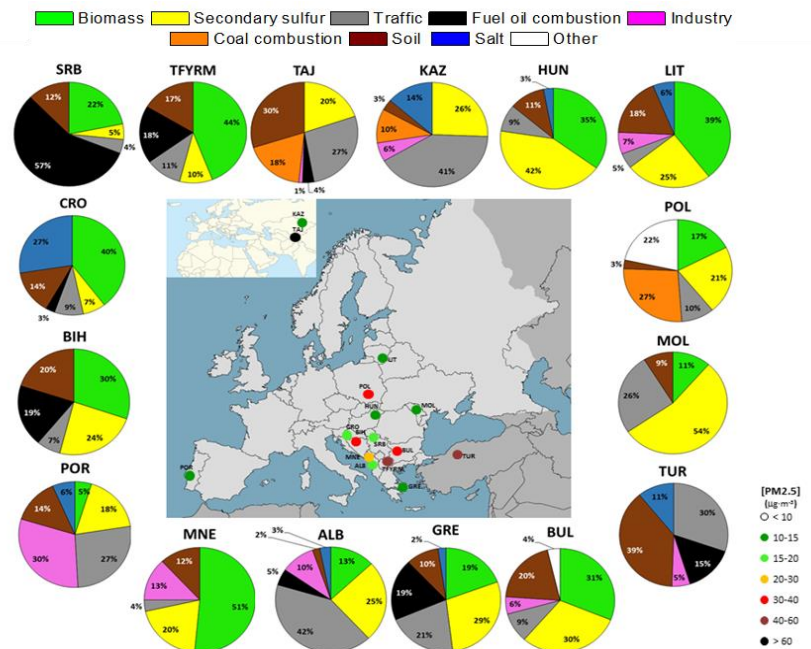 Biomass Secondary sulfur Traffic Fuel oil combustion Industry
Coal combustion Soil Salt Other
SRB TFYRM TAJ KAZ HUN LIT
12% 22% 5% 4% 57%
17% 44% 10% 11% 18%
30% 20% 27% 4% 1% 18%
14% 26% 41% 6% 10% 3%
3% 35% 42% 9% 11%
6% 39% 25% 5% 7% 18%
CRO
27% 40% 7% 9% 3% 14%
POL
22% 17% 21% 10% 27% 3%
BIH
20% 30% 24% 7% 19%
MOL
9% 11% 54% 26%
POR
6% 5% 18% 27% 30% 14%
TUR
11% 30% 15% 5% 39%
KAZ
TAJ
LIT
POL
HUN
MOL
CRO
BIH
SRB
MNE
BUL
ALB
TFYRM
TUR
POR
GRE
[PM2.5]
(µg·m⁻³)
< 10
10-15
15-20
20-30
30-40
40-60
> 60
MNE ALB GRE BUL
12% 51% 20% 4% 13%
3% 13% 25% 42% 5% 10% 2%
2% 19% 29% 21% 19% 10%
4% 31% 30% 9% 6% 20%